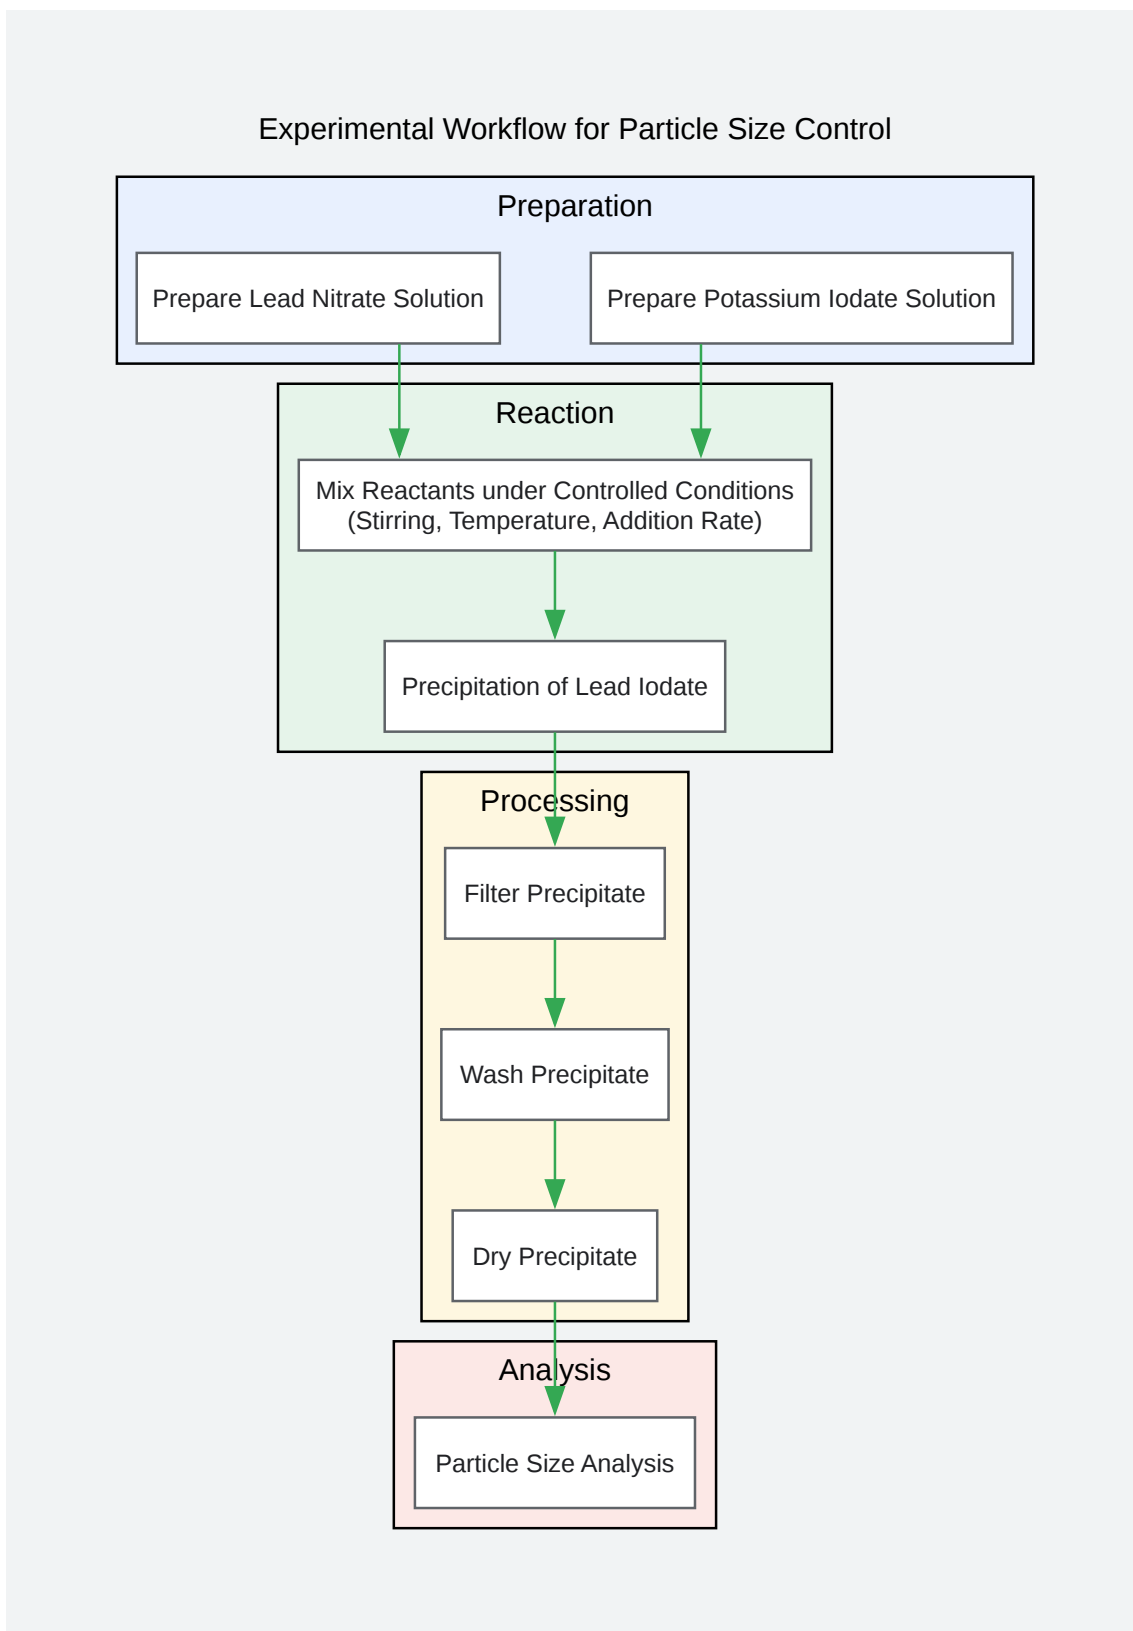 Experimental Workflow for Particle Size Control
Preparation
Prepare Lead Nitrate Solution
Prepare Potassium Iodate Solution
Reaction
Mix Reactants under Controlled Conditions
(Stirring, Temperature, Addition Rate)
Precipitation of Lead Iodate
Processing
Filter Precipitate
Wash Precipitate
Dry Precipitate
Analysis
Particle Size Analysis